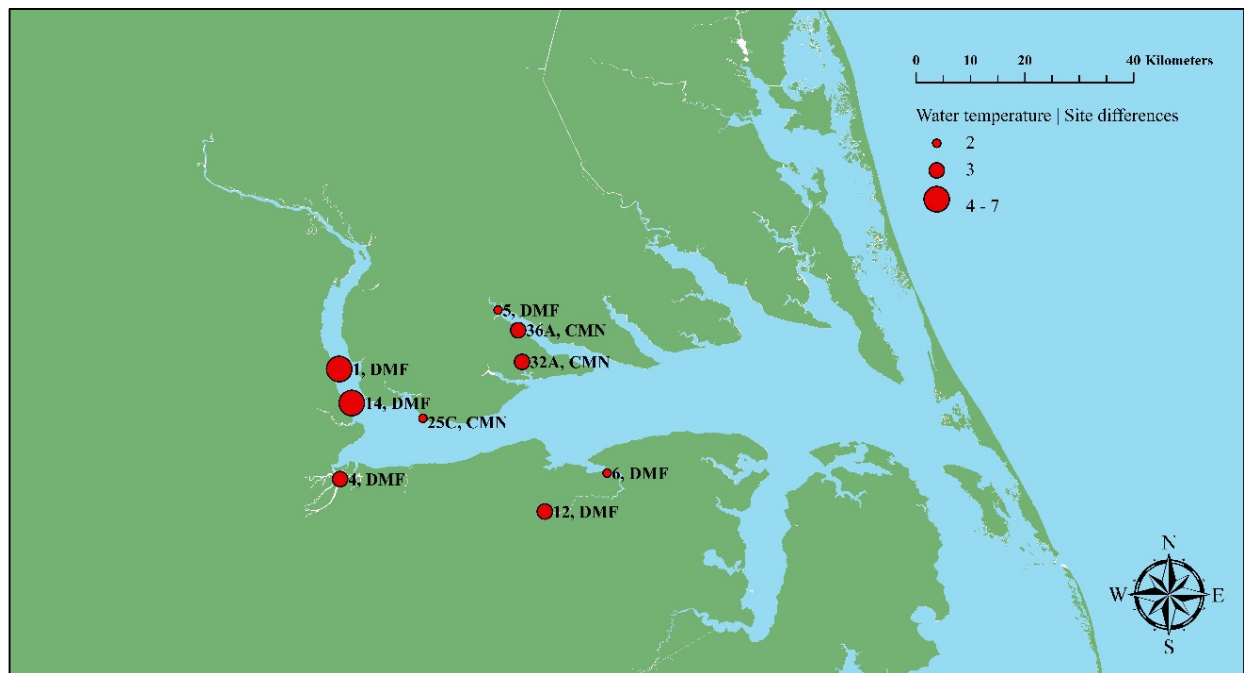 0 10 20 40 Kilometers
Water temperature | Site differences
2
3
4 - 7
5, DMF
36A, CMN
32A, CMN
1, DMF
14, DMF
25C, CMN
6, DMF
4, DMF
12, DMF
N
W E
S